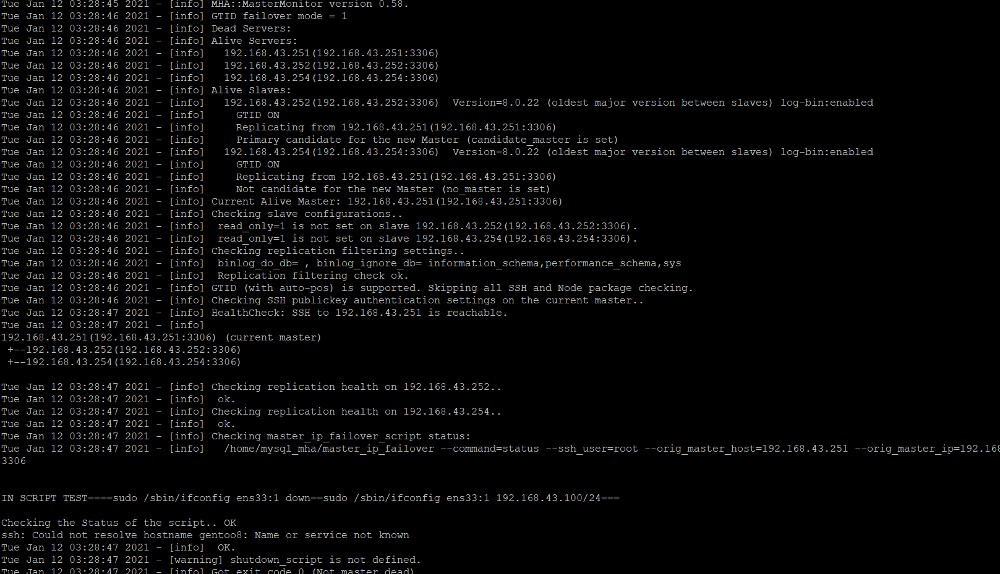 Tue Jan 12 03:28:45 2021 - [info] MHA::MasterMonitor version 0.58.
Tue Jan 12 03:28:46 2021 - [info] GTID failover mode = 1
Tue Jan 12 03:28:46 2021 - [info] Dead Servers:
Tue Jan 12 03:28:46 2021 - [info] Alive Servers:
Tue Jan 12 03:28:46 2021 - [info]   192.168.43.251(192.168.43.251:3306)
Tue Jan 12 03:28:46 2021 - [info]   192.168.43.252(192.168.43.252:3306)
Tue Jan 12 03:28:46 2021 - [info]   192.168.43.254(192.168.43.254:3306)
Tue Jan 12 03:28:46 2021 - [info] Alive Slaves:
Tue Jan 12 03:28:46 2021 - [info]   192.168.43.252(192.168.43.252:3306)  Version=8.0.22 (oldest major version between slaves) log-bin:enabled
Tue Jan 12 03:28:46 2021 - [info]     GTID ON
Tue Jan 12 03:28:46 2021 - [info]     Replicating from 192.168.43.251(192.168.43.251:3306)
Tue Jan 12 03:28:46 2021 - [info]     Primary candidate for the new Master (candidate_master is set)
Tue Jan 12 03:28:46 2021 - [info]   192.168.43.254(192.168.43.254:3306)  Version=8.0.22 (oldest major version between slaves) log-bin:enabled
Tue Jan 12 03:28:46 2021 - [info]     GTID ON
Tue Jan 12 03:28:46 2021 - [info]     Replicating from 192.168.43.251(192.168.43.251:3306)
Tue Jan 12 03:28:46 2021 - [info]     Not candidate for the new Master (no_master is set)
Tue Jan 12 03:28:46 2021 - [info] Current Alive Master: 192.168.43.251(192.168.43.251:3306)
Tue Jan 12 03:28:46 2021 - [info] Checking slave configurations..
Tue Jan 12 03:28:46 2021 - [info]  read_only=1 is not set on slave 192.168.43.252(192.168.43.252:3306).
Tue Jan 12 03:28:46 2021 - [info]  read_only=1 is not set on slave 192.168.43.254(192.168.43.254:3306).
Tue Jan 12 03:28:46 2021 - [info] Checking replication filtering settings..
Tue Jan 12 03:28:46 2021 - [info]  binlog_do_db= , binlog_ignore_db= information_schema,performance_schema,sys
Tue Jan 12 03:28:46 2021 - [info]  Replication filtering check ok.
Tue Jan 12 03:28:46 2021 - [info] GTID (with auto-pos) is supported. Skipping all SSH and Node package checking.
Tue Jan 12 03:28:46 2021 - [info] Checking SSH publickey authentication settings on the current master..
Tue Jan 12 03:28:47 2021 - [info] HealthCheck: SSH to 192.168.43.251 is reachable.
Tue Jan 12 03:28:47 2021 - [info]
192.168.43.251(192.168.43.251:3306) (current master)
 +--192.168.43.252(192.168.43.252:3306)
 +--192.168.43.254(192.168.43.254:3306)
Tue Jan 12 03:28:47 2021 - [info] Checking replication health on 192.168.43.252..
Tue Jan 12 03:28:47 2021 - [info]  ok.
Tue Jan 12 03:28:47 2021 - [info] Checking replication health on 192.168.43.254..
Tue Jan 12 03:28:47 2021 - [info]  ok.
Tue Jan 12 03:28:47 2021 - [info] Checking master_ip_failover_script status:
Tue Jan 12 03:28:47 2021 - [info]   /home/mysql_mha/master_ip_failover --command=status --ssh_user=root --orig_master_host=192.168.43.251 --orig_master_ip=192.168
3306
IN SCRIPT TEST====sudo /sbin/ifconfig ens33:1 down==sudo /sbin/ifconfig ens33:1 192.168.43.100/24===
Checking the Status of the script.. OK
ssh: Could not resolve hostname gentoo8: Name or service not known
Tue Jan 12 03:28:47 2021 - [info]  OK.
Tue Jan 12 03:28:47 2021 - [warning] shutdown_script is not defined.
Tue Jan 12 03:28:47 2021 - [info] Got exit code 0 (Not master dead)